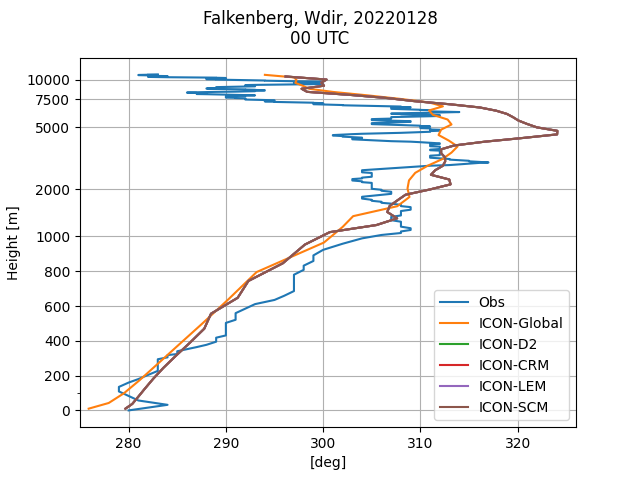 Falkenberg, Wdir, 20220128
00 UTC
10000
7500
5000
2000
1000
800
600
400
200
0
Height [m]
280
290
300
310
320
[deg]
Obs
ICON-Global
ICON-D2
ICON-CRM
ICON-LEM
ICON-SCM